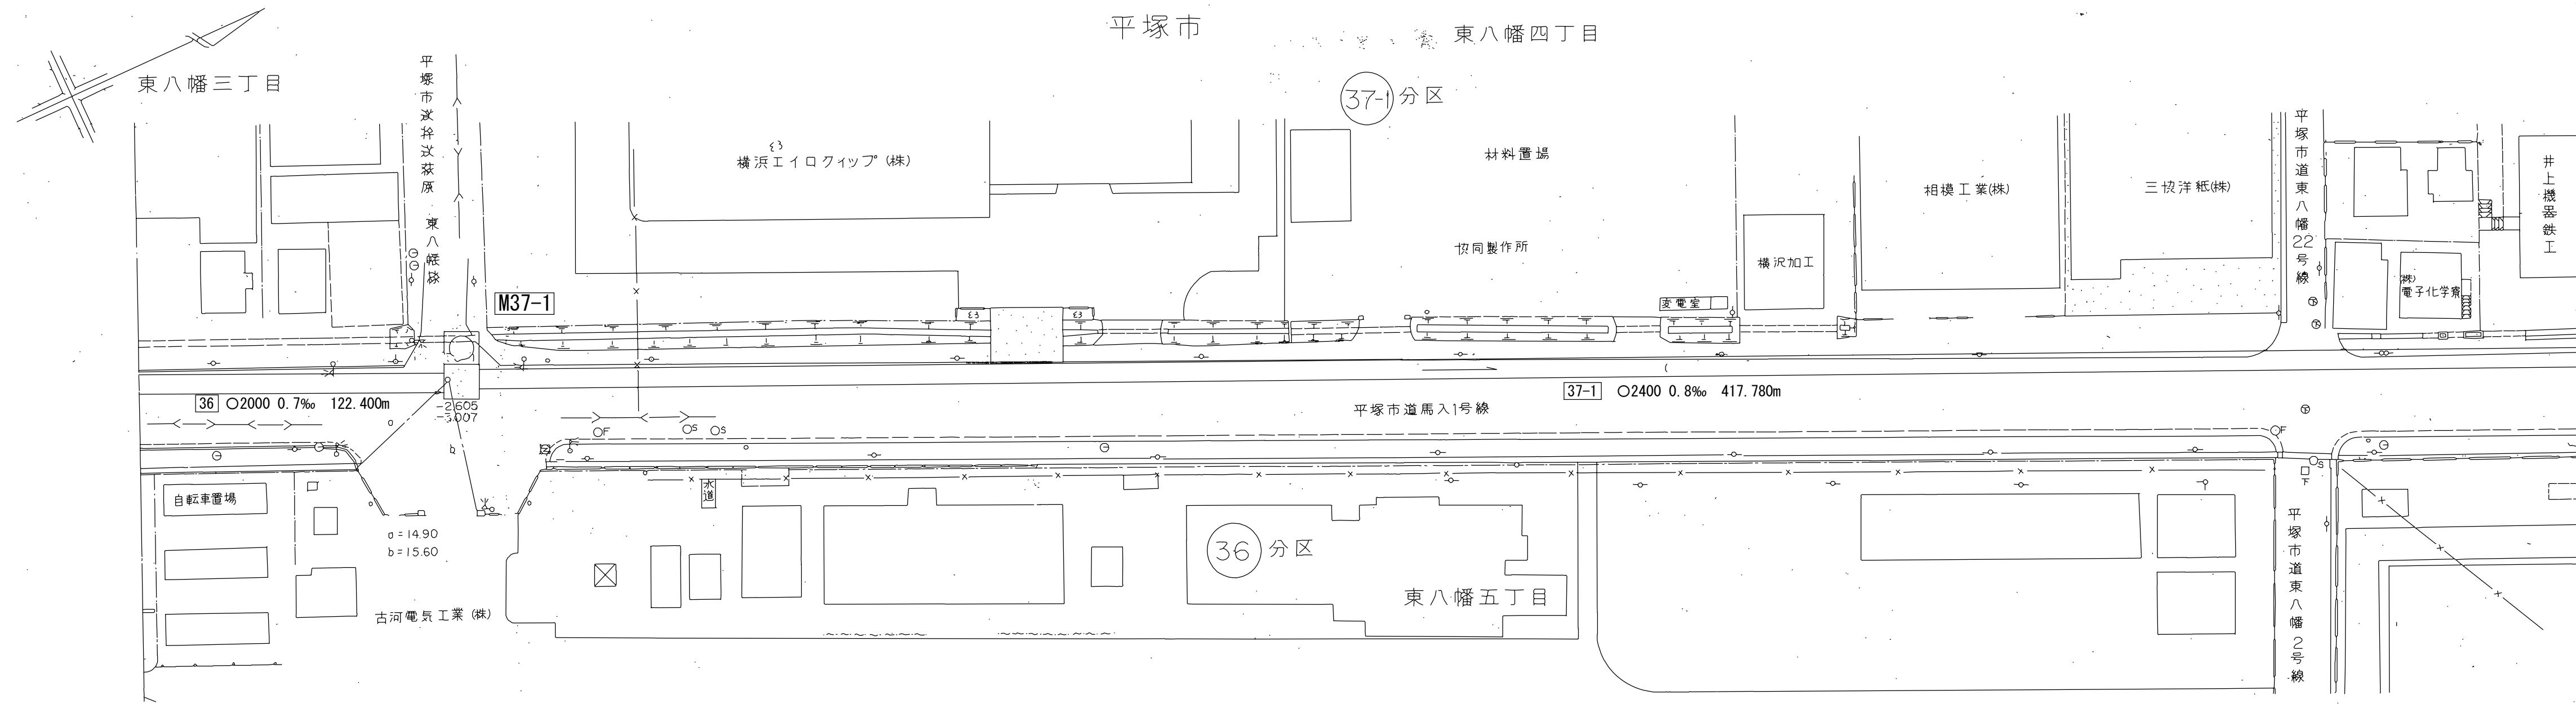 平塚市
東八幡四丁目
東八幡三丁目
37-1 分区
横浜エイロクィップ (株)
材料置場
相模工業(株)
三協洋紙(株)
平塚市道東八幡22号線
井上機器鉄工
協同製作所
横沢加工
(株)
電子化学寮
変電室
M37-1
36 ○2000 0.7‰ 122.400m
-2.605
-3.007
37-1 ○2400 0.8‰ 417.780m
平塚市道馬入1号線
a
b
F
S
S
F
S
下
自転車置場
水道
a = 14.90
b = 15.60
36 分区
東八幡五丁目
平塚市道東八幡2号線
古河電気工業 (株)